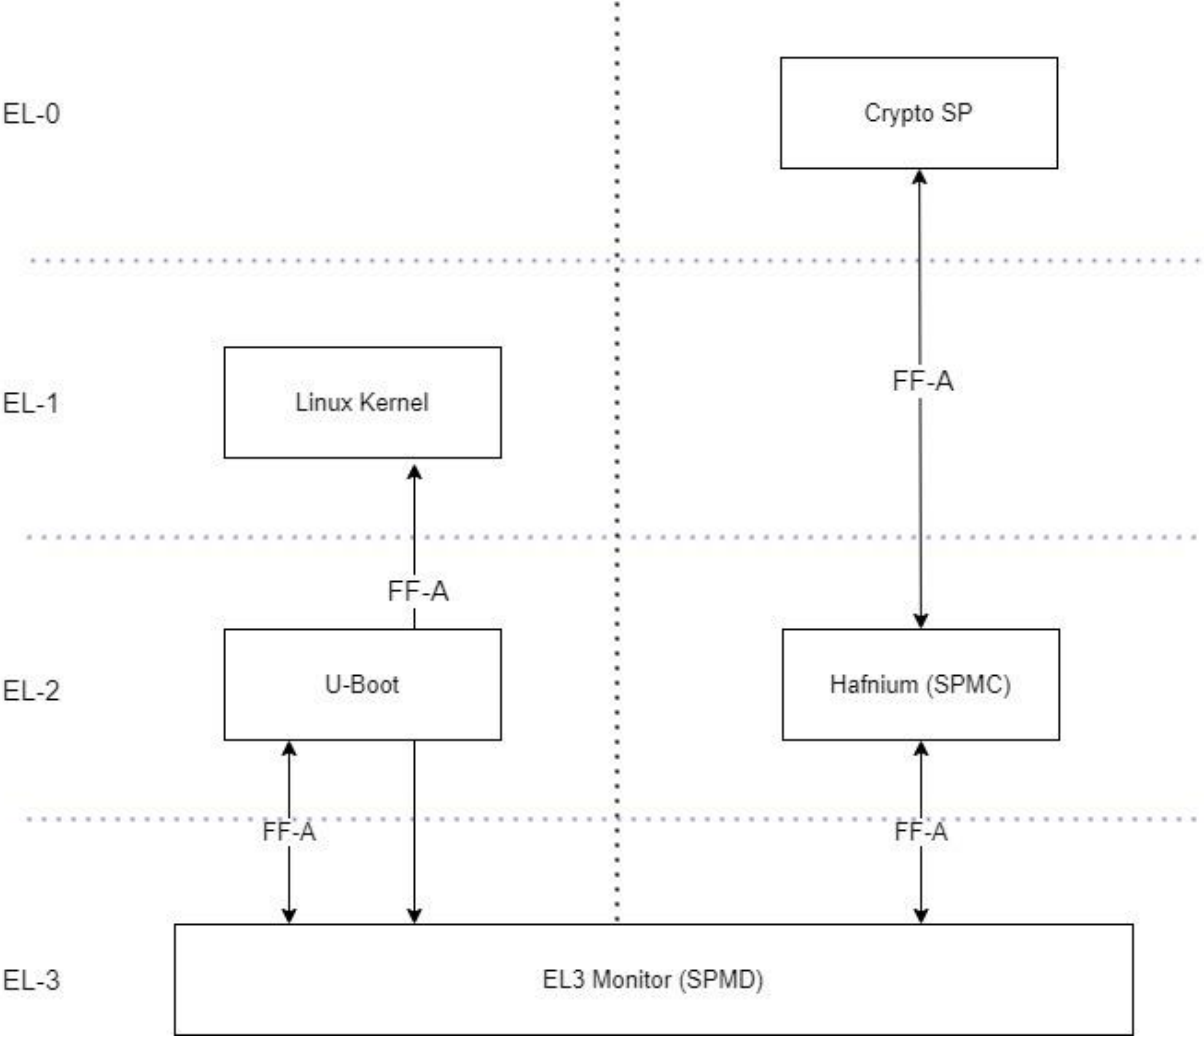 EL-0
Crypto SP
EL-1
Linux Kernel
FF-A
FF-A
EL-2
U-Boot
Hafnium (SPMC)
FF-A
FF-A
EL-3
EL3 Monitor (SPMD)